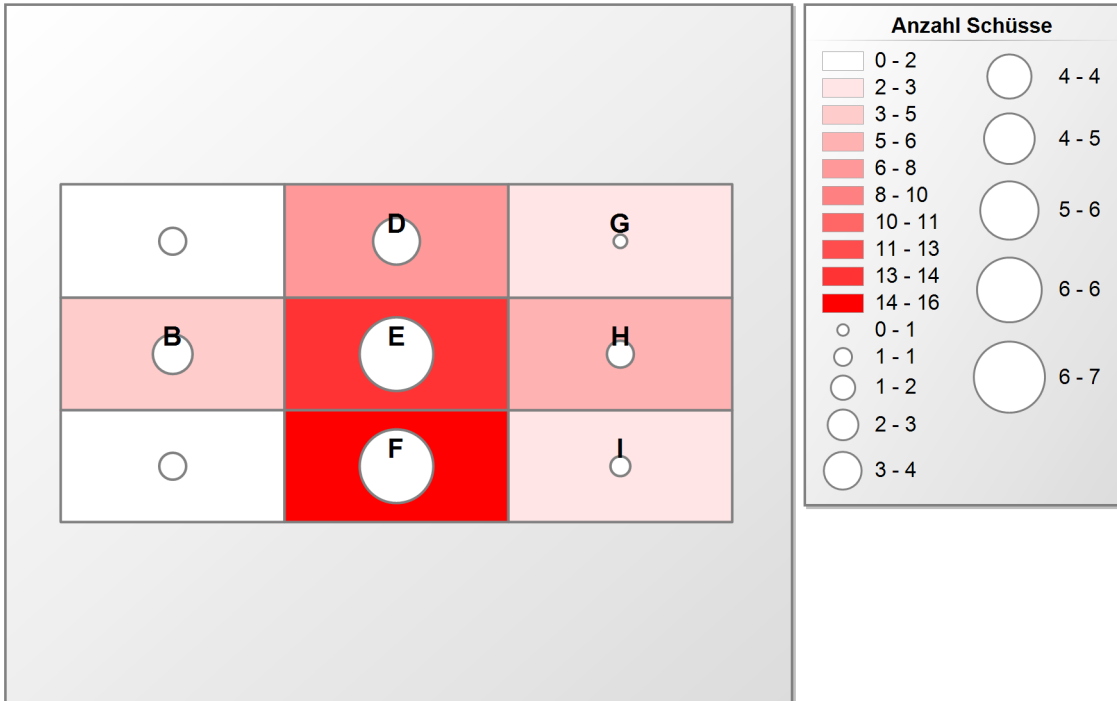 D
G
B
E
H
F
I
Anzahl Schüsse
0 - 2
2 - 3
3 - 5
5 - 6
6 - 8
8 - 10
10 - 11
11 - 13
13 - 14
14 - 16
0 - 1
1 - 1
1 - 2
2 - 3
3 - 4
4 - 4
4 - 5
5 - 6
6 - 6
6 - 7